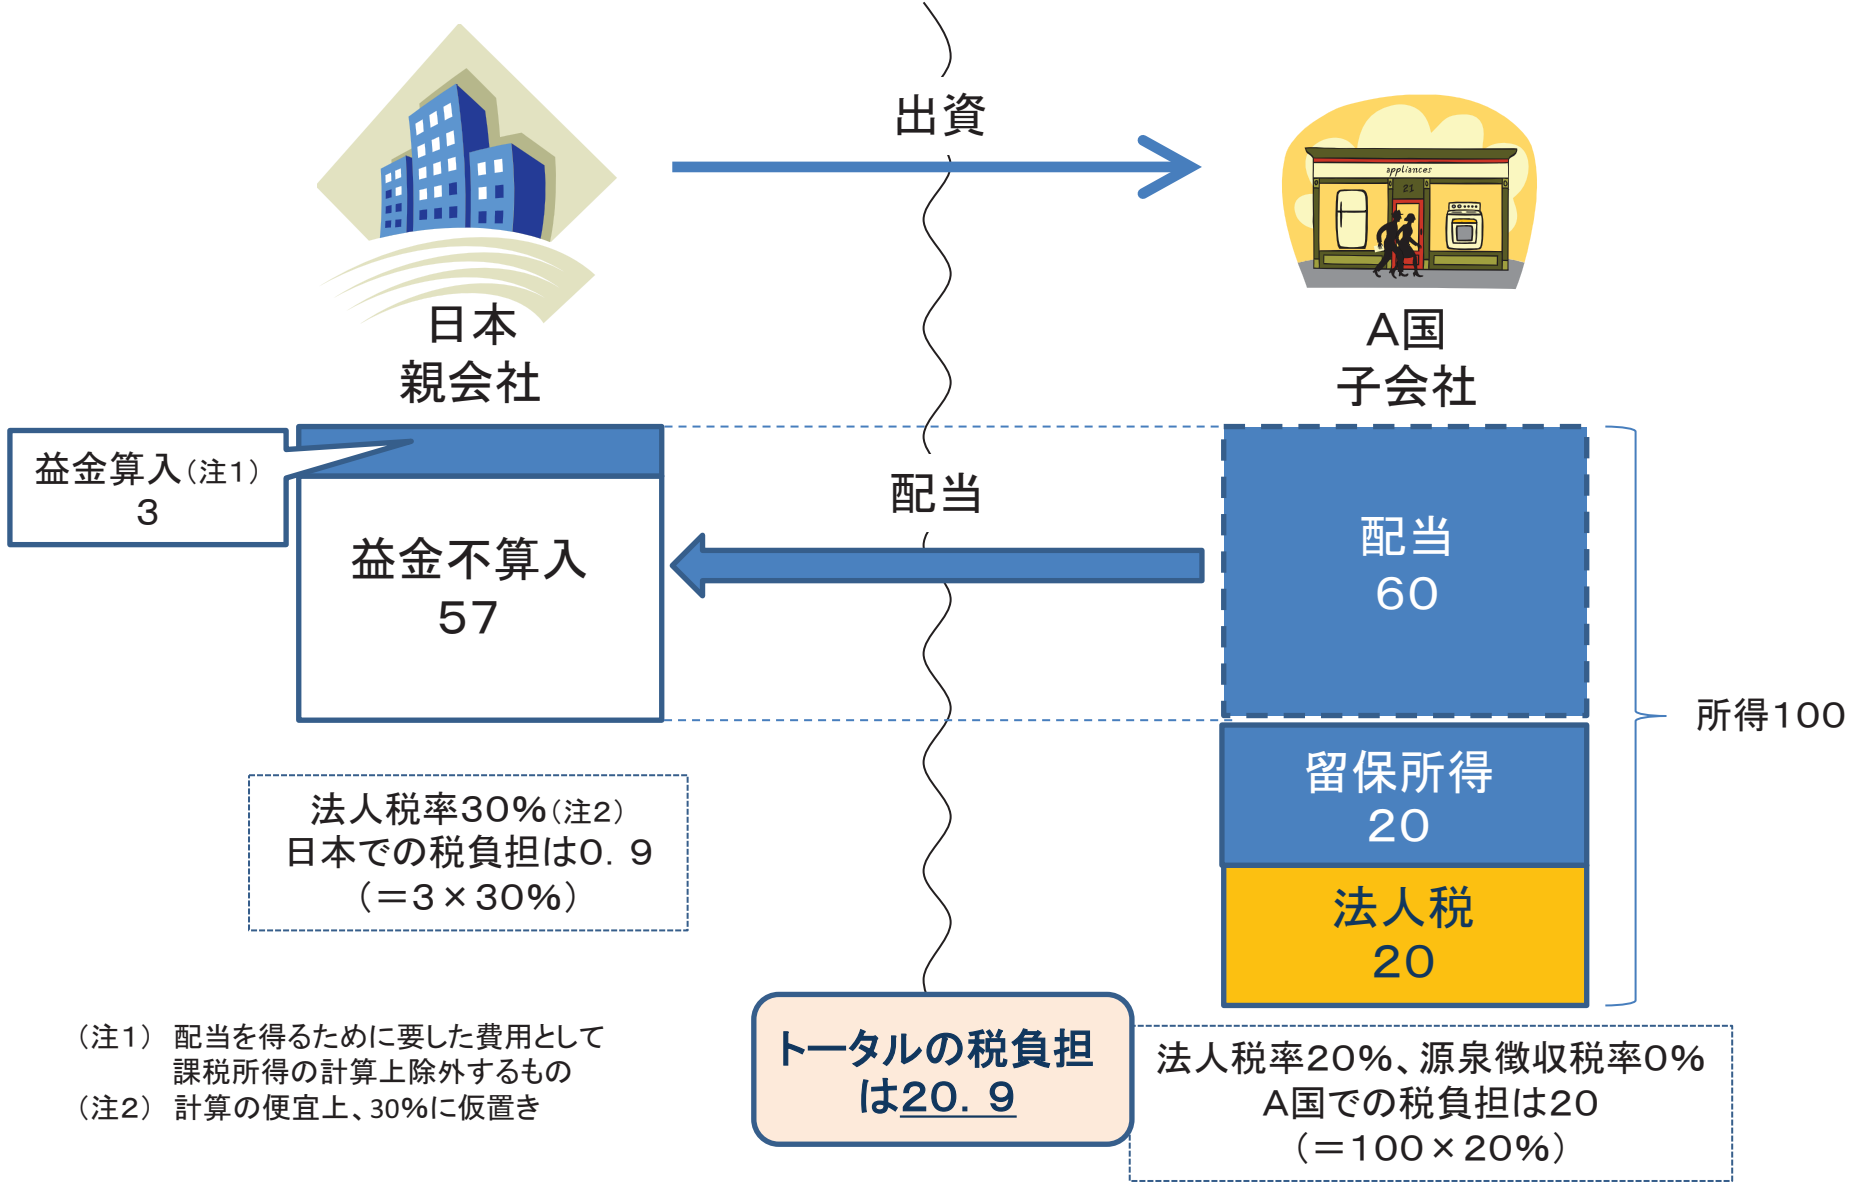 出資
appliances
21
日本
親会社
A国
子会社
益金算入(注1)
3
益金不算入
57
配当
配当
60
留保所得
20
法人税
20
所得100
法人税率30%(注2)
日本での税負担は0.9
(=3×30%)
トータルの税負担
は20.9
法人税率20%、源泉徴収税率0%
A国での税負担は20
(=100×20%)
(注1) 配当を得るために要した費用として
課税所得の計算上除外するもの
(注2) 計算の便宜上、30%に仮置き